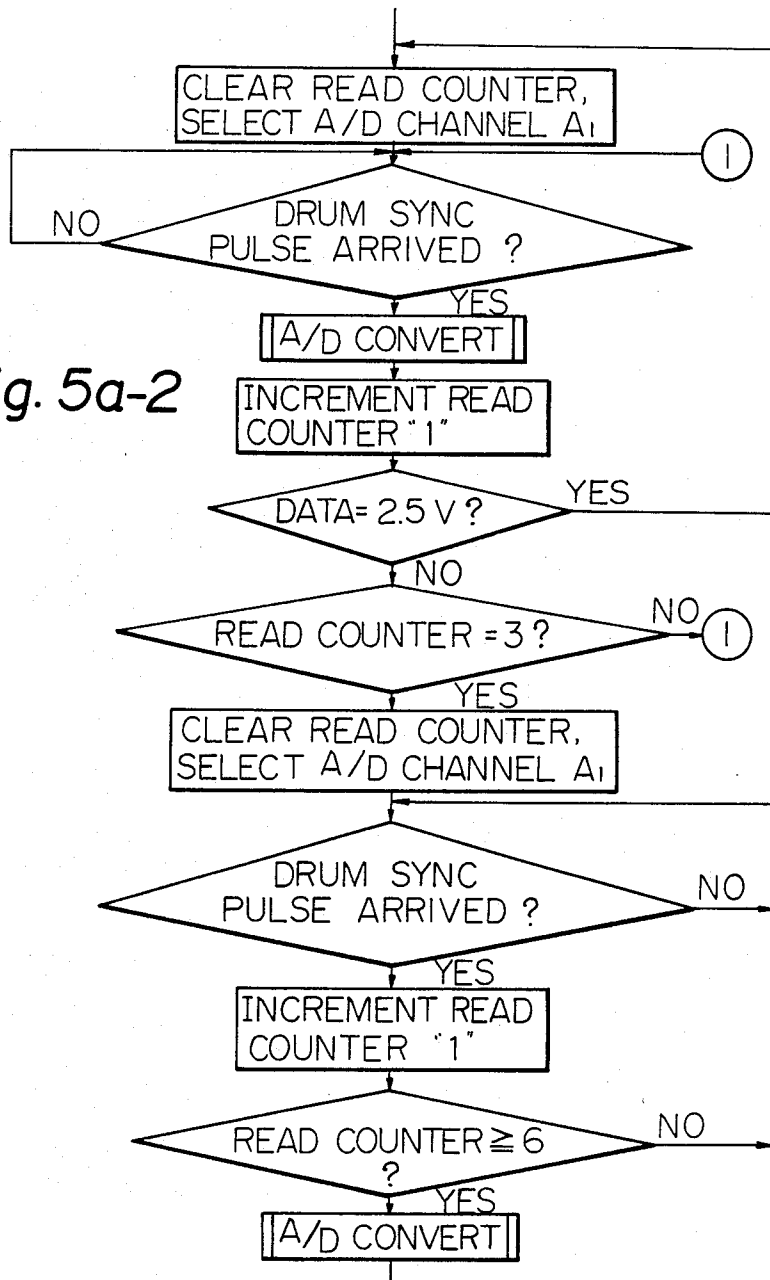 CLEAR READ COUNTER,
SELECT A/D CHANNEL A₁
1
DRUM SYNC
PULSE ARRIVED ?
NO
YES
A/D CONVERT
g. 5a-2
INCREMENT READ
COUNTER "1"
DATA= 2.5 V ?
YES
NO
READ COUNTER =3 ?
NO
1
YES
CLEAR READ COUNTER,
SELECT A/D CHANNEL A₁
DRUM SYNC
PULSE ARRIVED ?
NO
YES
INCREMENT READ
COUNTER "1"
READ COUNTER ≧ 6
?
NO
YES
A/D CONVERT